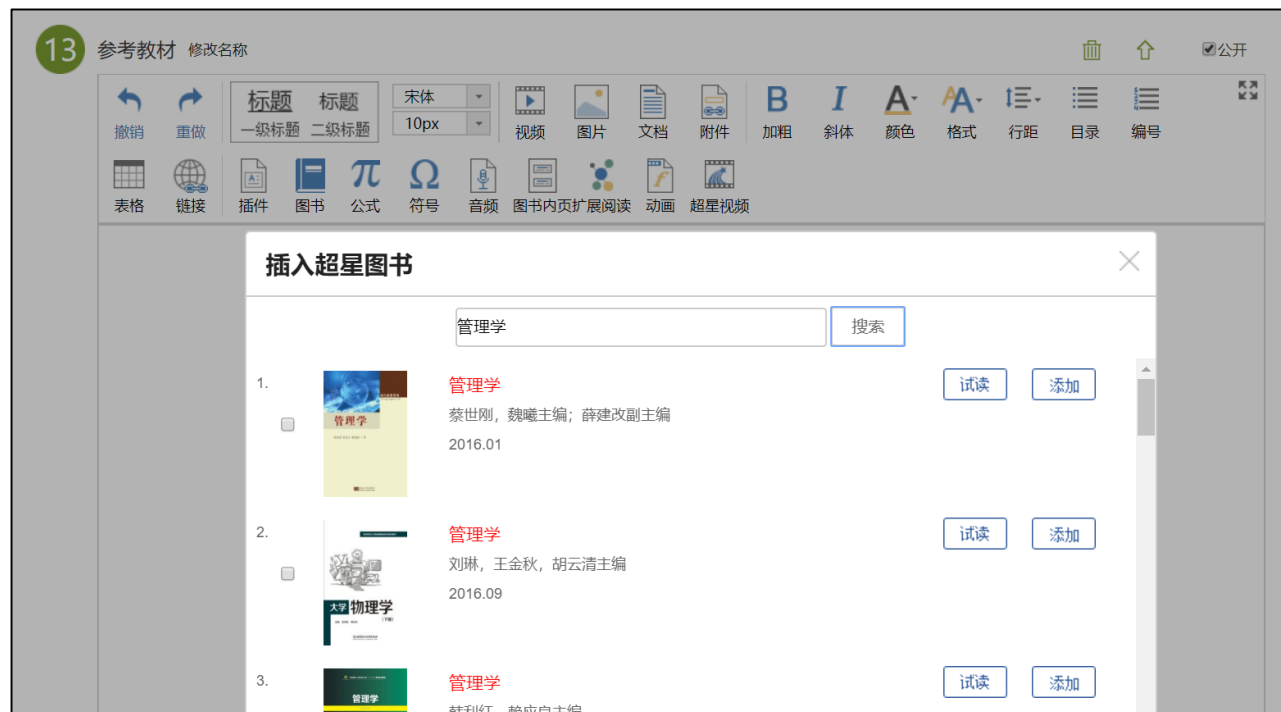 13 参考教材 修改名称 公开
标题 标题 宋体
一级标题 二级标题 10px
撤销 重做 视频 图片 文档 附件 B 加粗 I 斜体 A 颜色 AA 格式 行距 目录 编号
表格 链接 插件 图书 π 公式 Ω 符号 音频 图书内页 扩展阅读 动画 超星视频
插入超星图书
管理学 搜索
1. 管理学 试读 添加
蔡世刚，魏曦主编；薛建改副主编
2016.01
管理学
2. 管理学 试读 添加
刘琳，王金秋，胡云清主编
2016.09
大学 物理学
（下册）
3. 管理学 试读 添加
管理学